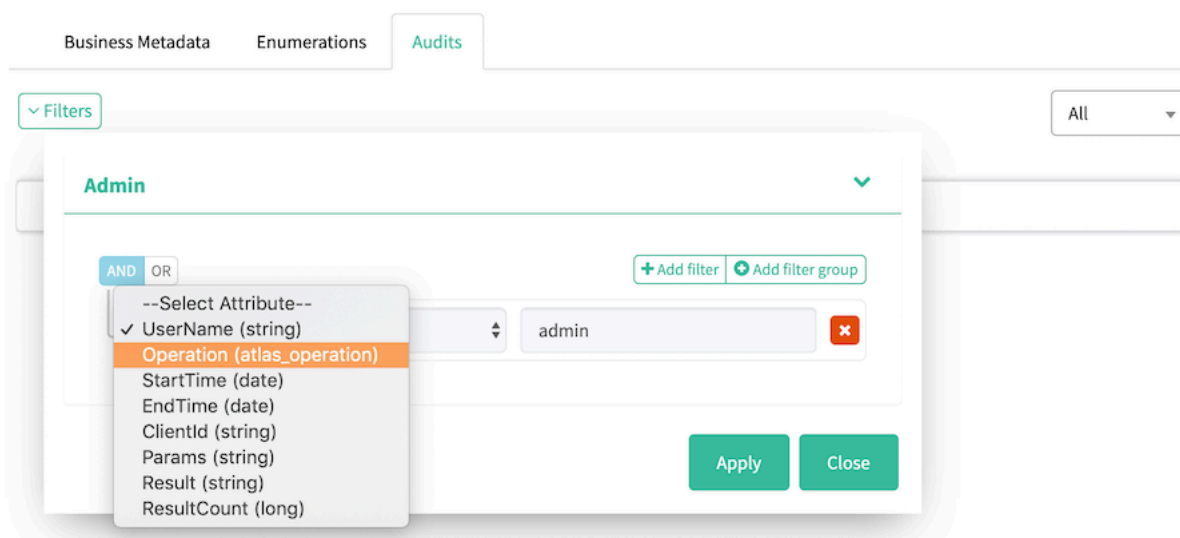 Business Metadata Enumerations Audits
Filters
All
Admin
AND OR
Add filter Add filter group
--Select Attribute--
✓ UserName (string)
admin
Operation (atlas_operation)
StartTime (date)
EndTime (date)
ClientId (string)
Params (string)
Result (string)
ResultCount (long)
Apply Close